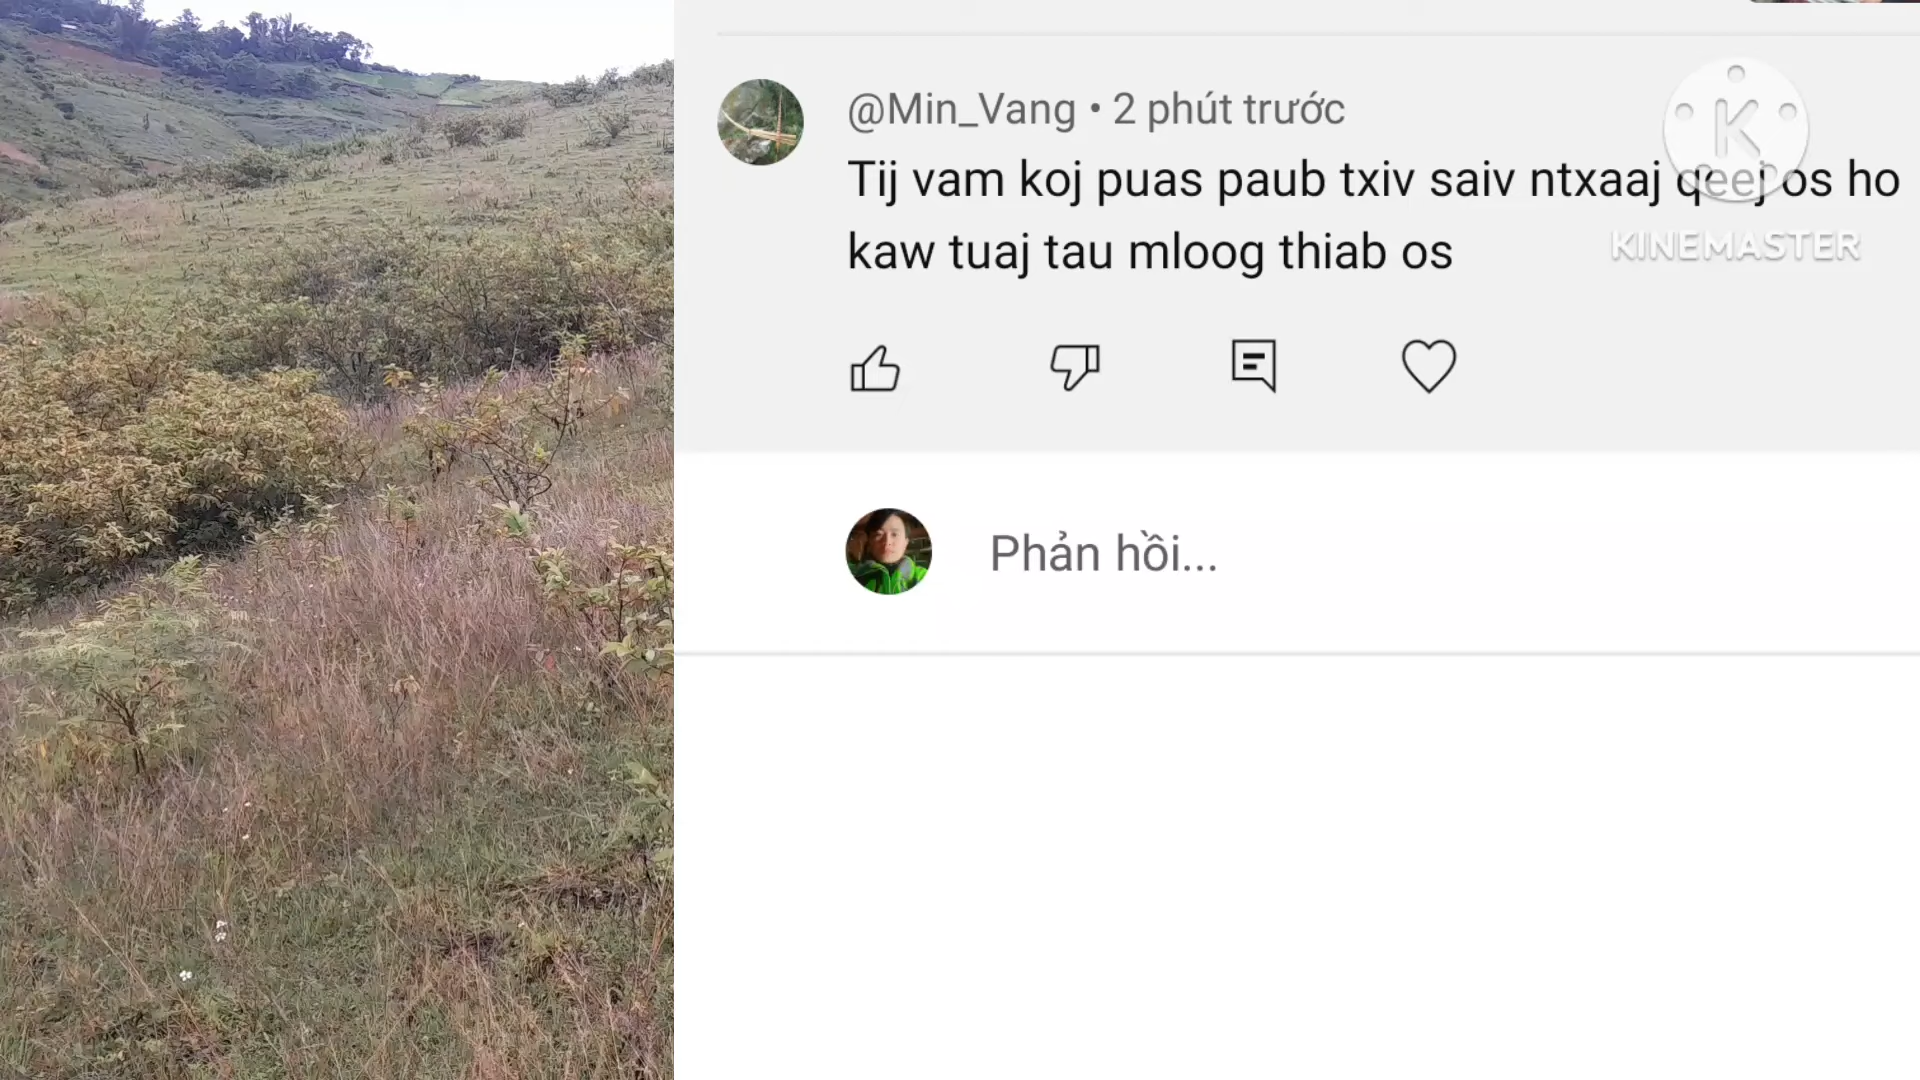 @Min_Vang • 2 phút trước
Tij vam koj puas paub txiv saiv ntxaaj qeej os ho
kaw tuaj tau mloog thiab os
KINEMASTER
Phản hồi...